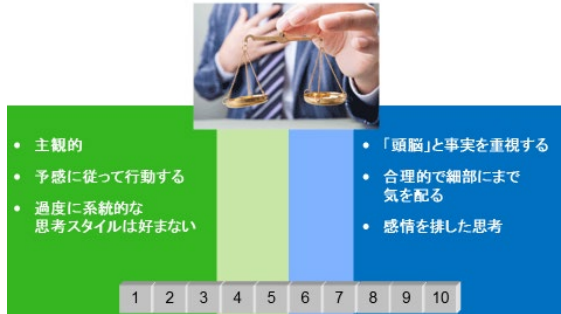 • 主観的
• 予感に従って行動する
• 過度に系統的な
思考スタイルは好まない
• 「頭脳」と事実を重視する
• 合理的で細部にまで
気を配る
• 感情を排した思考
1 2 3 4 5 6 7 8 9 10